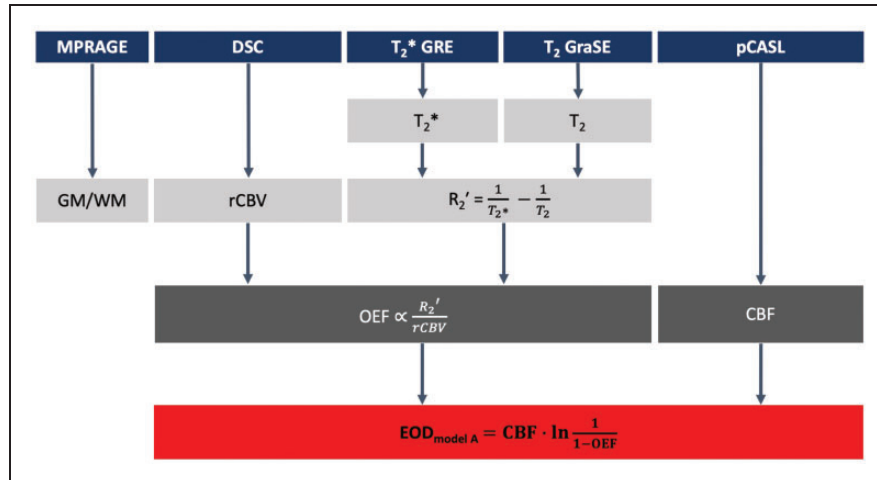 MPRAGE DSC T₂* GRE T₂ GraSE pCASL
T₂* T₂
GM/WM rCBV R₂′ = 1/T₂* − 1/T₂
OEF ∝ R₂′/rCBV CBF
EOD_model A = CBF · ln 1/1−OEF